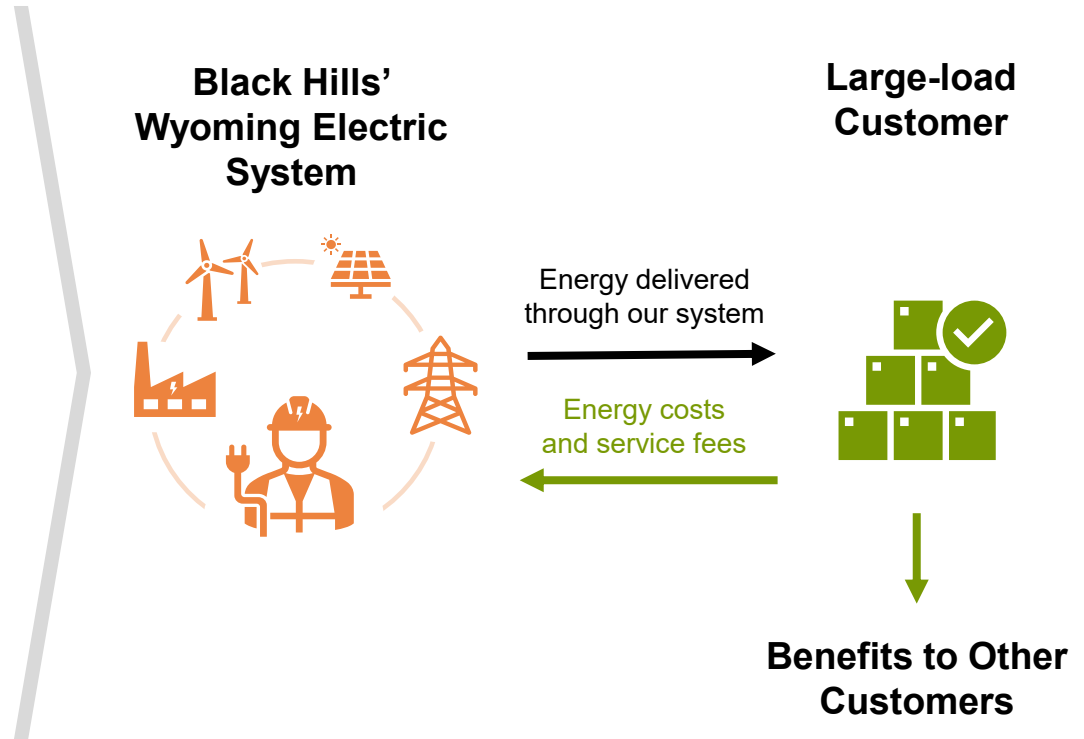 Black Hills’
Wyoming Electric
System
Large-load
Customer
Energy delivered
through our system
Energy costs
and service fees
Benefits to Other
Customers